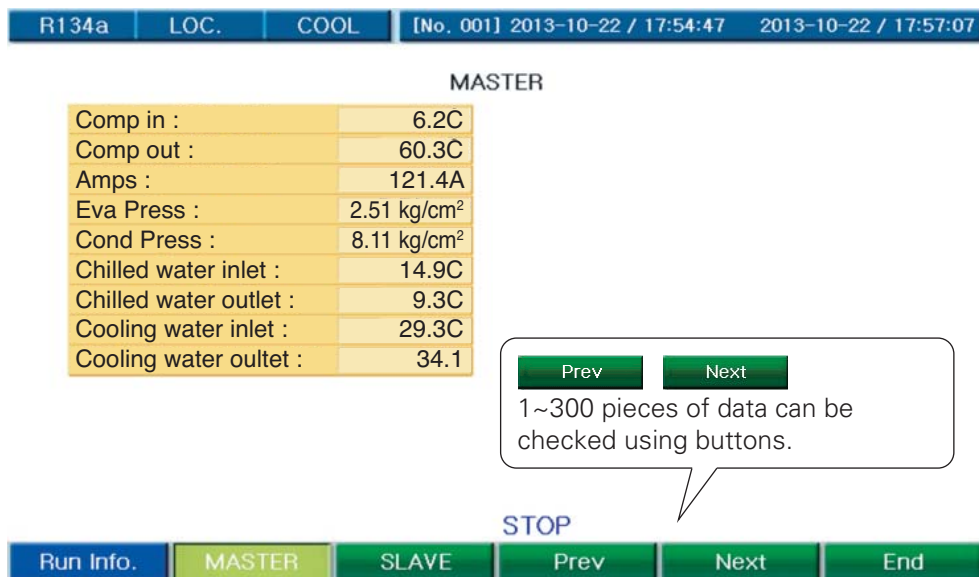 R134a LOC. COOL [No. 001] 2013-10-22 / 17:54:47 2013-10-22 / 17:57:07
MASTER
Comp in : 6.2C
Comp out : 60.3C
Amps : 121.4A
Eva Press : 2.51 kg/cm²
Cond Press : 8.11 kg/cm²
Chilled water inlet : 14.9C
Chilled water outlet : 9.3C
Cooling water inlet : 29.3C
Cooling water oultet : 34.1
Prev Next
1~300 pieces of data can be
checked using buttons.
STOP
Run Info. MASTER SLAVE Prev Next End